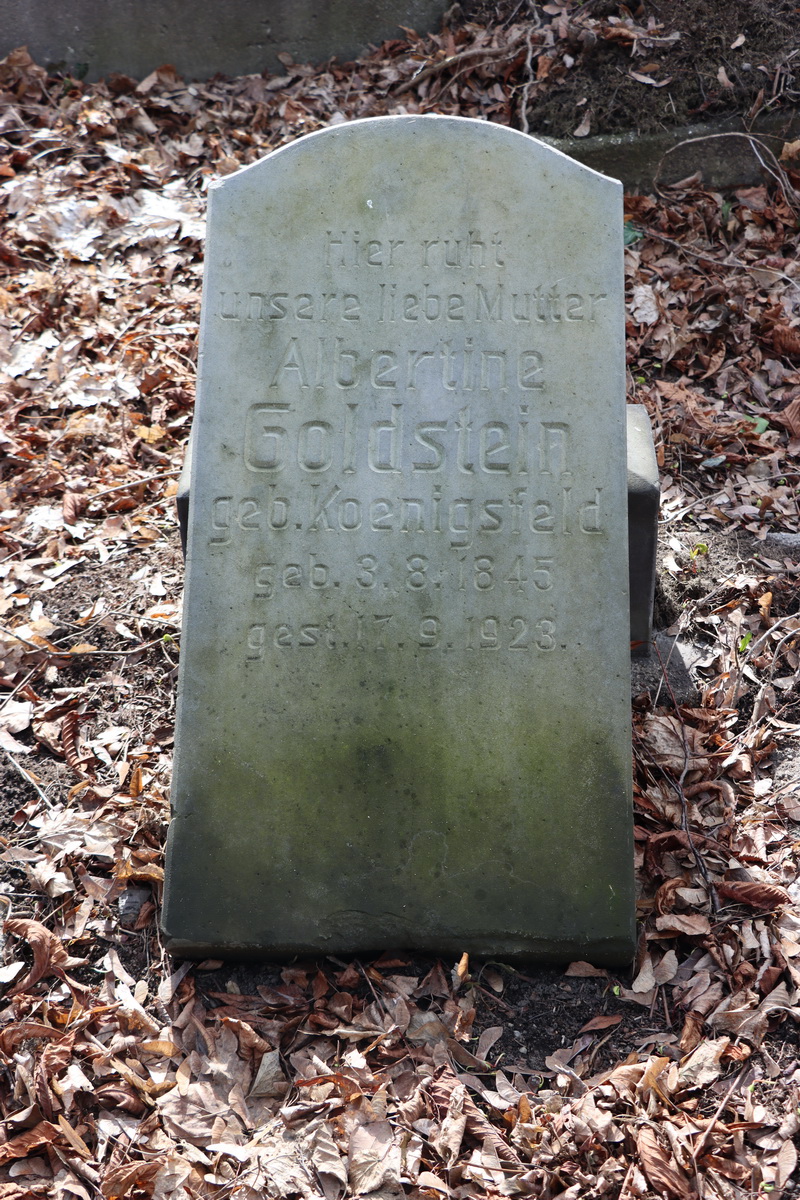 Hier ruht
unsere liebe Mutter
Albertine
Goldstein
geb. Koenigsfeld
geb. 3. 8. 1845
gest. 17. 9. 1923.